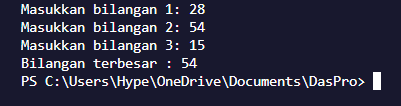 Masukkan bilangan 1: 28
Masukkan bilangan 2: 54
Masukkan bilangan 3: 15
Bilangan terbesar : 54
PS C:\Users\Hype\OneDrive\Documents\DasPro>